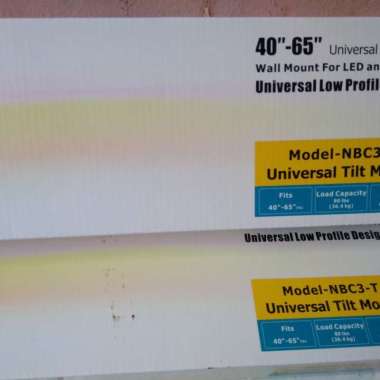 40"-65" Universal
Wall Mount For LED an
Universal Low Profile
Model-NBC3
Universal Tilt Mo
Fits
40"-65"
Load Capacity
80 lbs
(36.4 kg)
Universal Low Profile Desig
Model-NBC3-T
Universal Tilt Mo
Fits
40"-65"
Load Capacity
80 lbs
(36.4 kg)